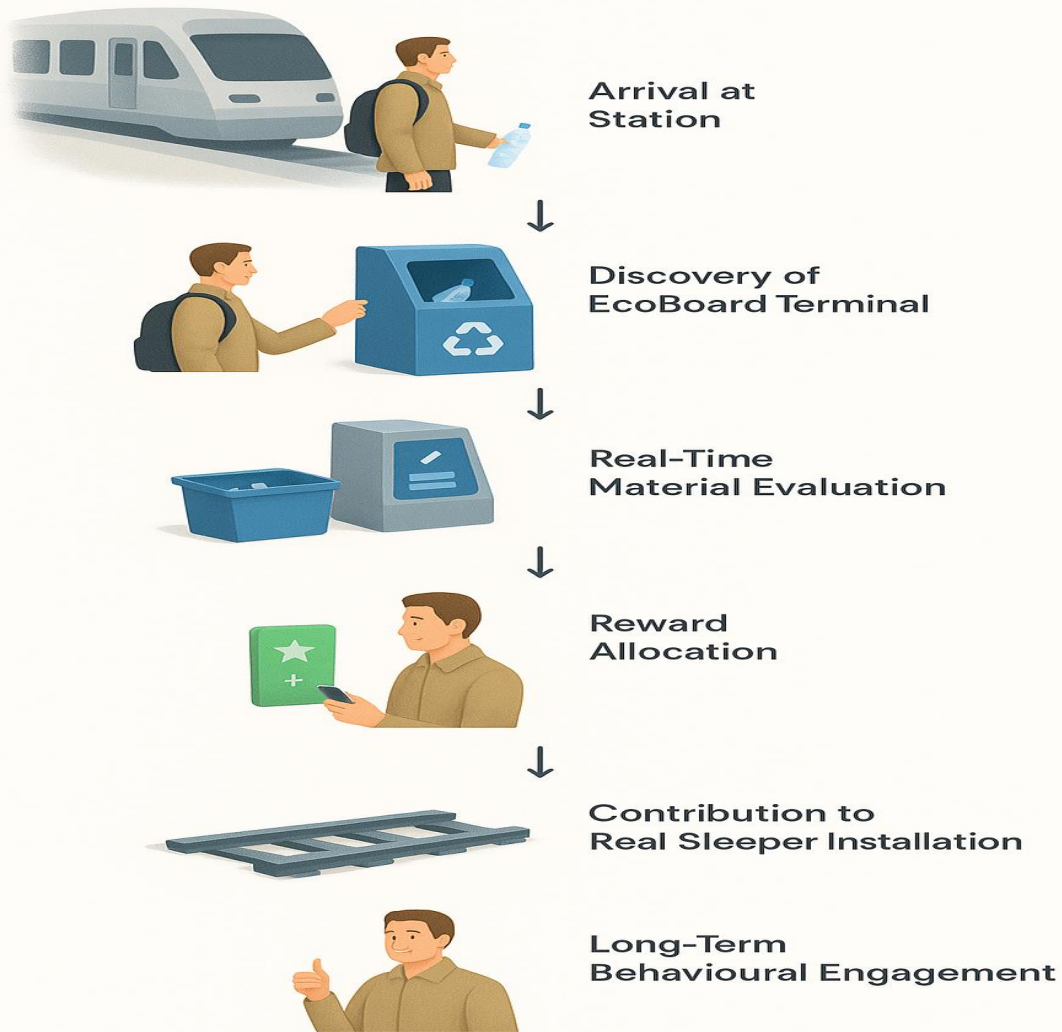 Arrival at
Station
Discovery of
EcoBoard Terminal
Real-Time
Material Evaluation
Reward
Allocation
Contribution to
Real Sleeper Installation
Long-Term
Behavioural Engagement